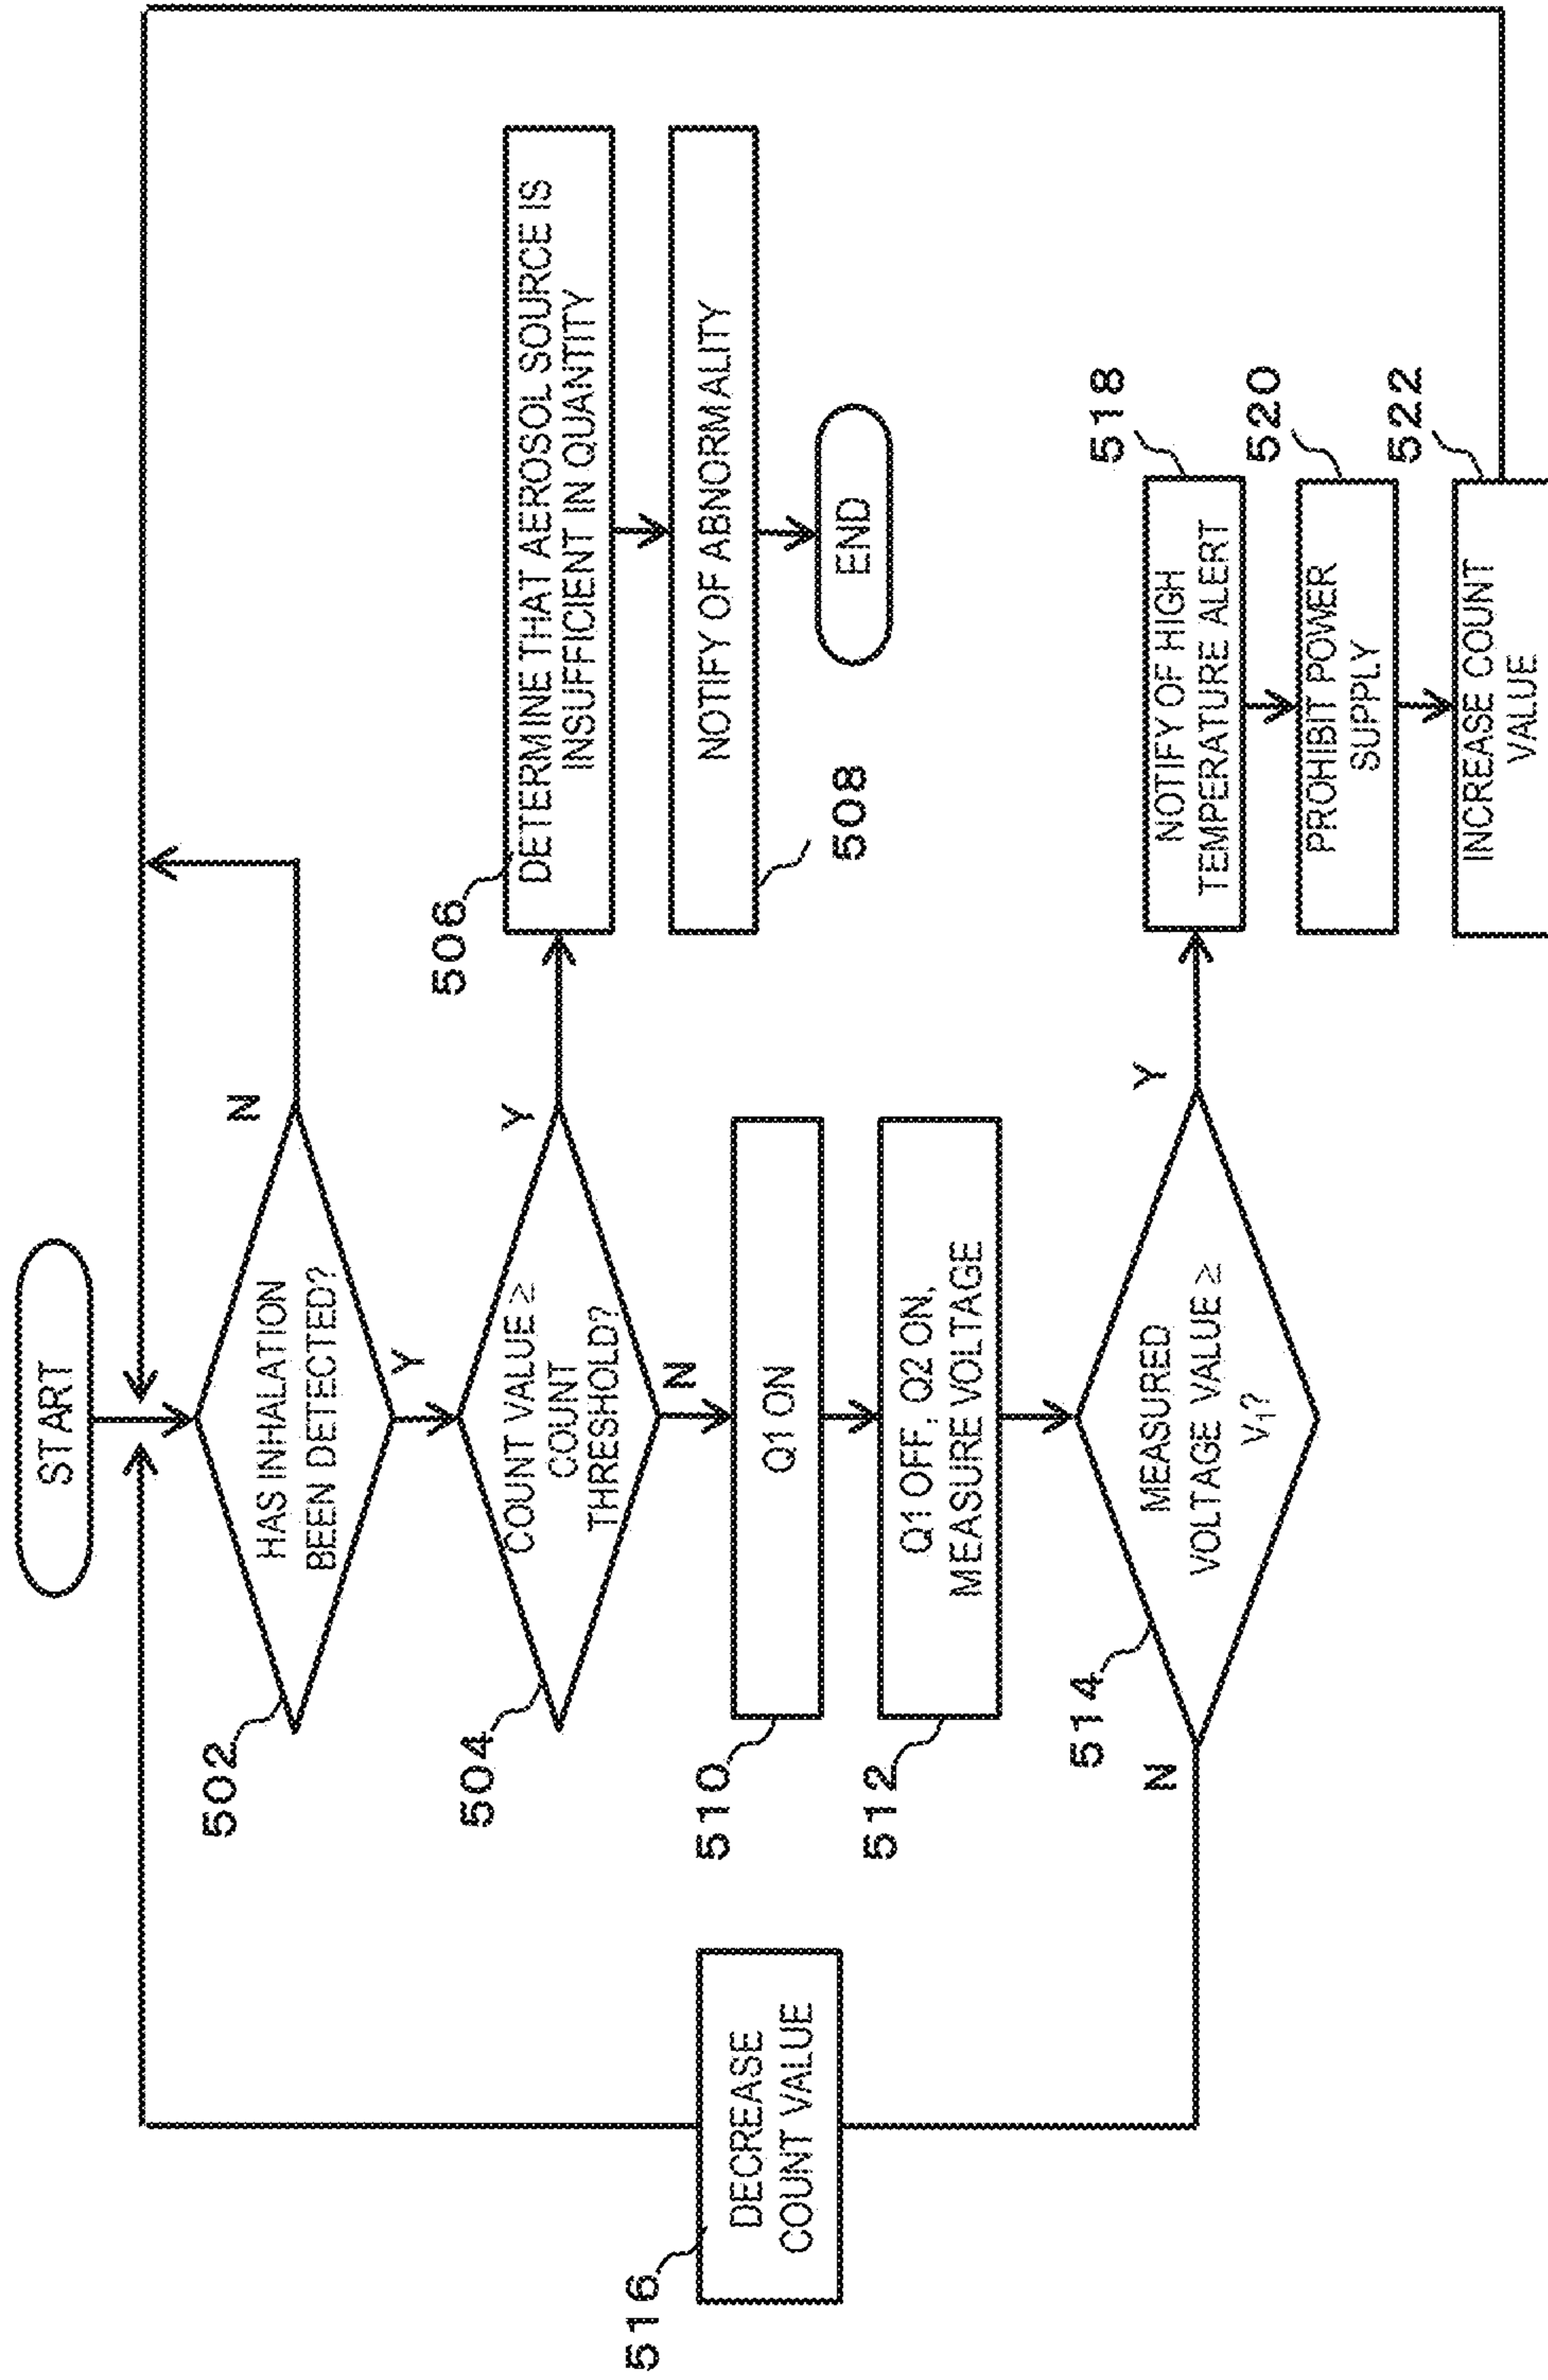 START
HAS INHALATION
BEEN DETECTED?
502
N
Y
COUNT VALUE ≥
COUNT
THRESHOLD?
504
Y
N
506
DETERMINE THAT AEROSOL SOURCE IS
INSUFFICIENT IN QUANTITY
NOTIFY OF ABNORMALITY
508
END
Q1 ON
510
Q1 OFF, Q2 ON,
MEASURE VOLTAGE
512
MEASURED
VOLTAGE VALUE ≥
V₁?
514
N
Y
516
DECREASE
COUNT VALUE
518
NOTIFY OF HIGH
TEMPERATURE ALERT
520
PROHIBIT POWER
SUPPLY
522
INCREASE COUNT
VALUE